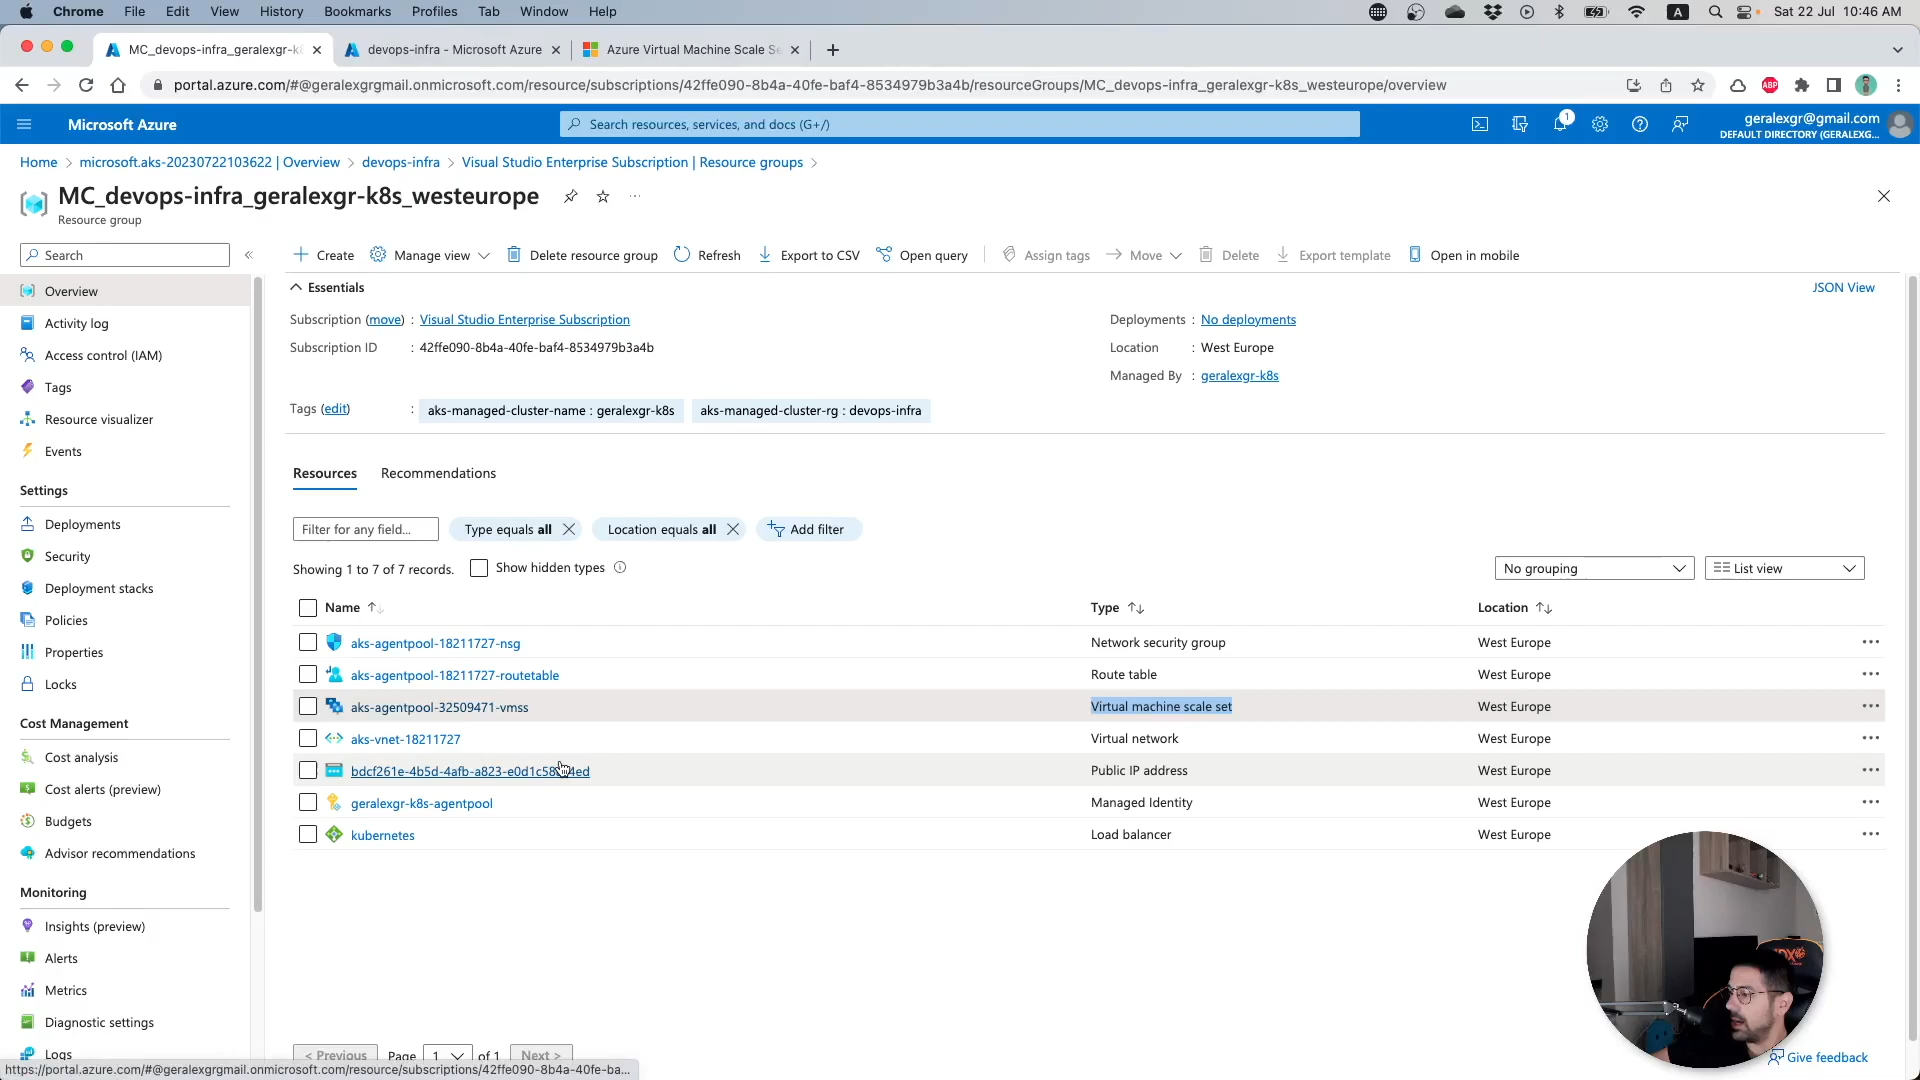 Chrome File Edit View History Bookmarks Profiles Tab Window Help A Sat 22 Jul 10:46 AM
MC_devops-infra_geralexgr-k8 devops-infra - Microsoft Azure Azure Virtual Machine Scale Se
portal.azure.com/#@geralexgrgmail.onmicrosoft.com/resource/subscriptions/42ffe090-8b4a-40fe-baf4-8534979b3a4b/resourceGroups/MC_devops-infra_geralexgr-k8s_westeurope/overview ABP
Microsoft Azure Search resources, services, and docs (G+/) 1 geralexgr@gmail.com
DEFAULT DIRECTORY (GERALEXG...
Home > microsoft.aks-20230722103622 | Overview > devops-infra > Visual Studio Enterprise Subscription | Resource groups >
MC_devops-infra_geralexgr-k8s_westeurope ...
Resource group
Search «
Create Manage view Delete resource group Refresh Export to CSV Open query Assign tags Move Delete Export template Open in mobile
Overview
Activity log
Access control (IAM)
Tags
Resource visualizer
Events
Settings
Deployments
Security
Deployment stacks
Policies
Properties
Locks
Cost Management
Cost analysis
Cost alerts (preview)
Budgets
Advisor recommendations
Monitoring
Insights (preview)
Alerts
Metrics
Diagnostic settings
Logs
Essentials JSON View
Subscription (move) : Visual Studio Enterprise Subscription Deployments : No deployments
Subscription ID : 42ffe090-8b4a-40fe-baf4-8534979b3a4b Location : West Europe
Managed By : geralexgr-k8s
Tags (edit) : aks-managed-cluster-name : geralexgr-k8s aks-managed-cluster-rg : devops-infra
Resources Recommendations
Filter for any field... Type equals all Location equals all Add filter
Showing 1 to 7 of 7 records. Show hidden types No grouping List view
Name Type Location
aks-agentpool-18211727-nsg Network security group West Europe ...
aks-agentpool-18211727-routetable Route table West Europe ...
aks-agentpool-32509471-vmss Virtual machine scale set West Europe ...
aks-vnet-18211727 Virtual network West Europe ...
bdcf261e-4b5d-4afb-a823-e0d1c58 4ed Public IP address West Europe ...
geralexgr-k8s-agentpool Managed Identity West Europe ...
kubernetes Load balancer West Europe ...
< Previous Page 1 of 1 Next >
Give feedback
https://portal.azure.com/#@geralexgrgmail.onmicrosoft.com/resource/subscriptions/42ffe090-8b4a-40fe-ba...